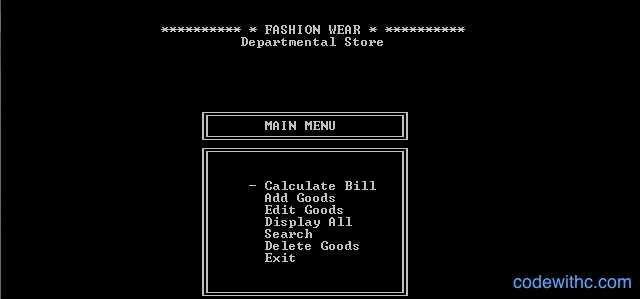 ********** * FASHION WEAR * **********
Departmental Store
MAIN MENU
- Calculate Bill
Add Goods
Edit Goods
Display All
Search
Delete Goods
Exit
codewithc.com